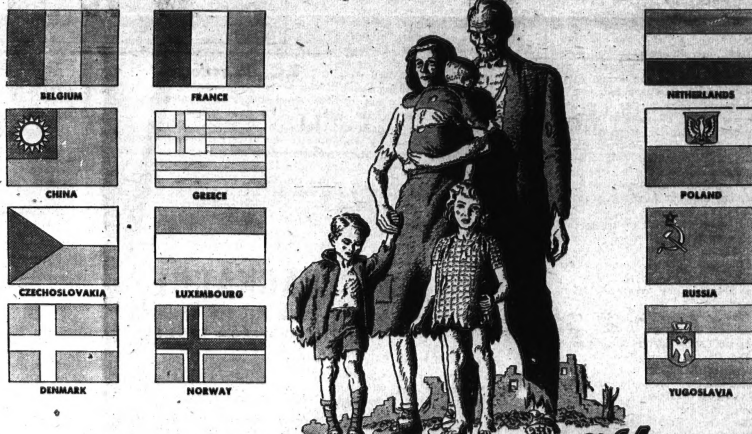 BELGIUM
FRANCE
NETHERLANDS
CHINA
GREECE
POLAND
CZECHOSLOVAKIA
LUXEMBOURG
RUSSIA
DENMARK
NORWAY
YUGOSLAVIA